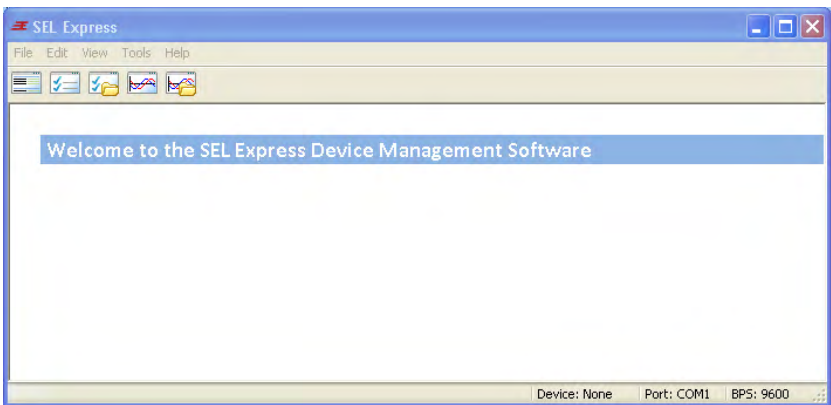 SEL Express
File Edit View Tools Help
Welcome to the SEL Express Device Management Software
Device: None Port: COM1 BPS: 9600